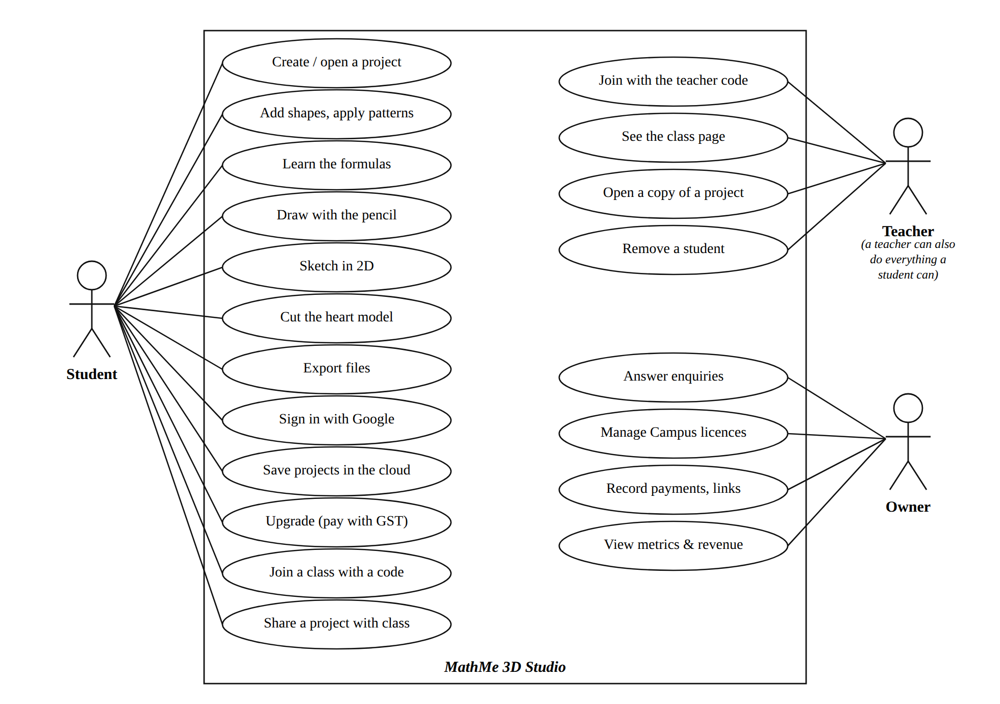 Create / open a project
Add shapes, apply patterns
Learn the formulas
Draw with the pencil
Sketch in 2D
Cut the heart model
Export files
Sign in with Google
Save projects in the cloud
Upgrade (pay with GST)
Join a class with a code
Share a project with class
Student
Join with the teacher code
See the class page
Open a copy of a project
Remove a student
Teacher
(a teacher can also
do everything a
student can)
Answer enquiries
Manage Campus licences
Record payments, links
View metrics & revenue
Owner
MathMe 3D Studio